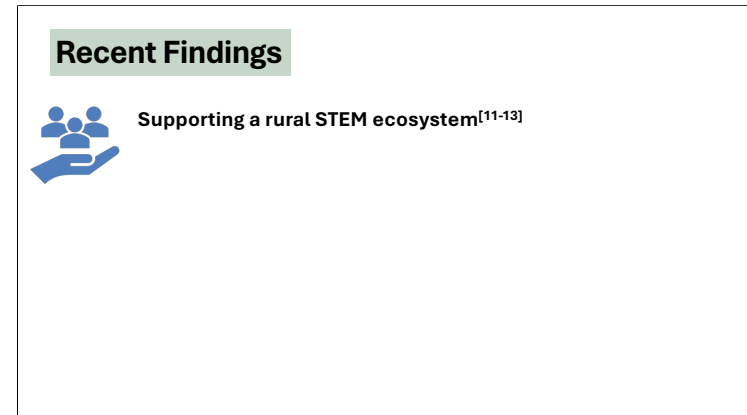 Recent Findings
Supporting a rural STEM ecosystem[11-13]